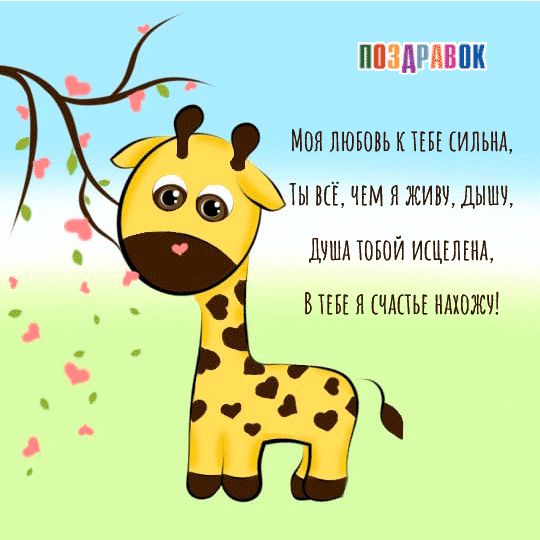 ПОЗДРАВОК
Моя любовь к тебе сильна,
Ты всё, чем я живу, дышу,
Душа тобой исцелена,
В тебе я счастье нахожу!